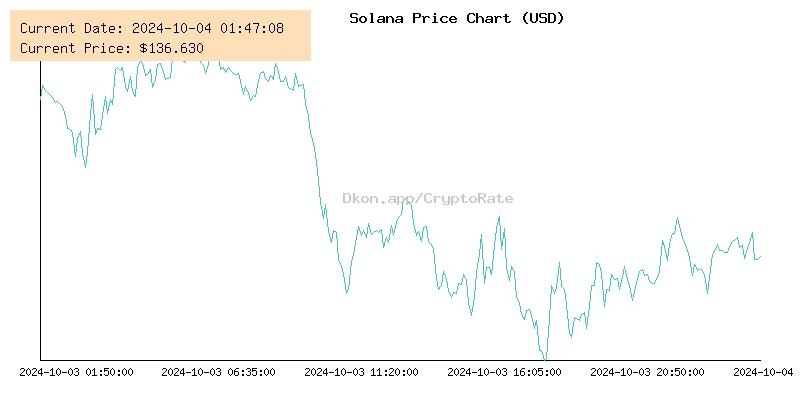 Solana Price Chart (USD)
Current Date: 2024-10-04 01:47:08
Current Price: $136.630
Dkon.app/CryptoRate
2024-10-03 01:50:00 2024-10-03 06:35:00 2024-10-03 11:20:00 2024-10-03 16:05:00 2024-10-03 20:50:00 2024-10-04